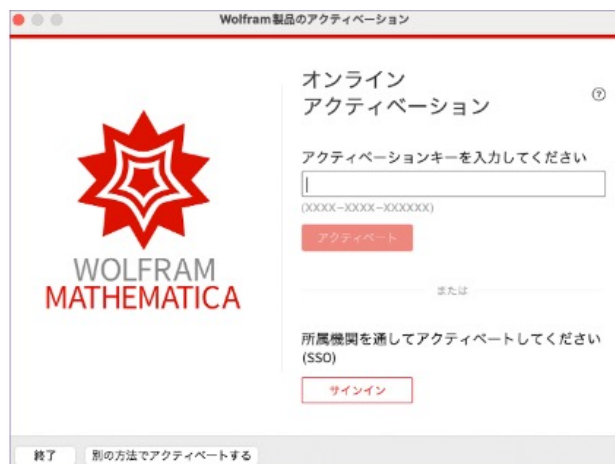 Wolfram製品のアクティベーション
オンライン
アクティベーション
?
アクティベーションキーを入力してください
(XXXX-XXXX-XXXXXX)
アクティベート
または
所属機関を通してアクティベートしてください
(SSO)
サインイン
WOLFRAM
MATHEMATICA
終了
別の方法でアクティベートする